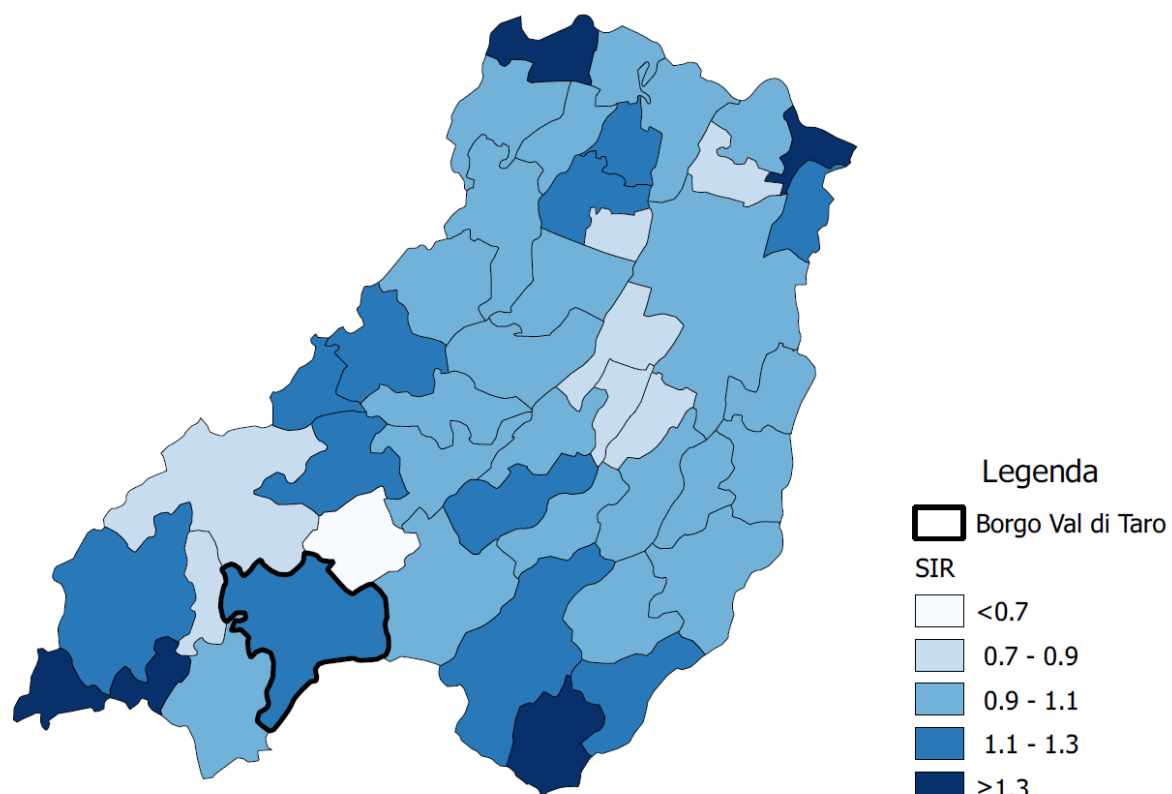 Legenda
Borgo Val di Taro
SIR
<0.7
0.7 - 0.9
0.9 - 1.1
1.1 - 1.3
>1.3